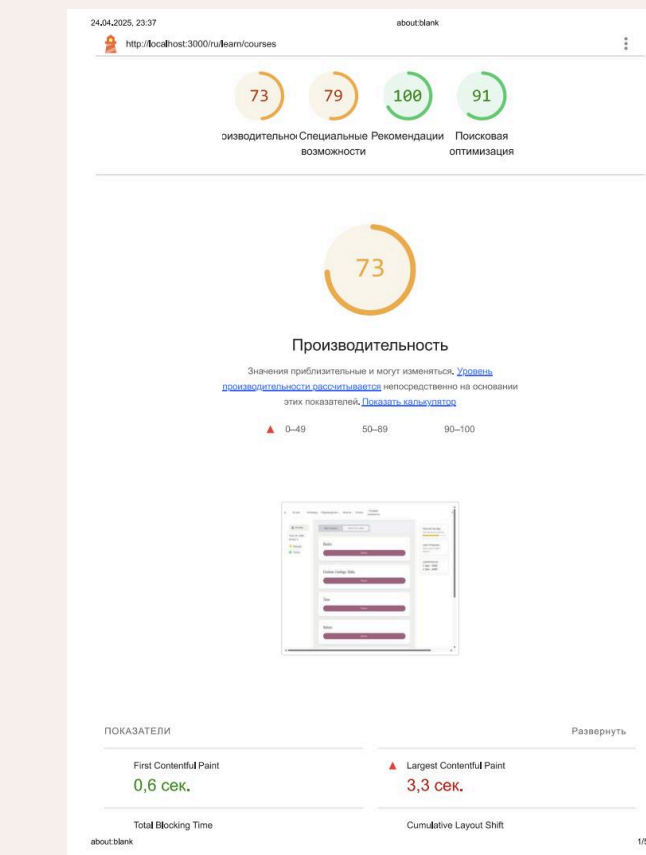 24.04.2025, 23:37
about:blank
http://localhost:3000/ru/learn/courses
73
79
100
91
оизводительнос
Специальные возможности
Рекомендации
Поисковая оптимизация
73
Производительность
Значения приблизительные и могут изменяться. Уровень
производительности рассчитывается непосредственно на основании
этих показателей. Показать калькулятор
0–49
50–89
90–100
ПОКАЗАТЕЛИ
Развернуть
First Contentful Paint
Largest Contentful Paint
0,6 сек.
3,3 сек.
Total Blocking Time
Cumulative Layout Shift
about:blank
1/5